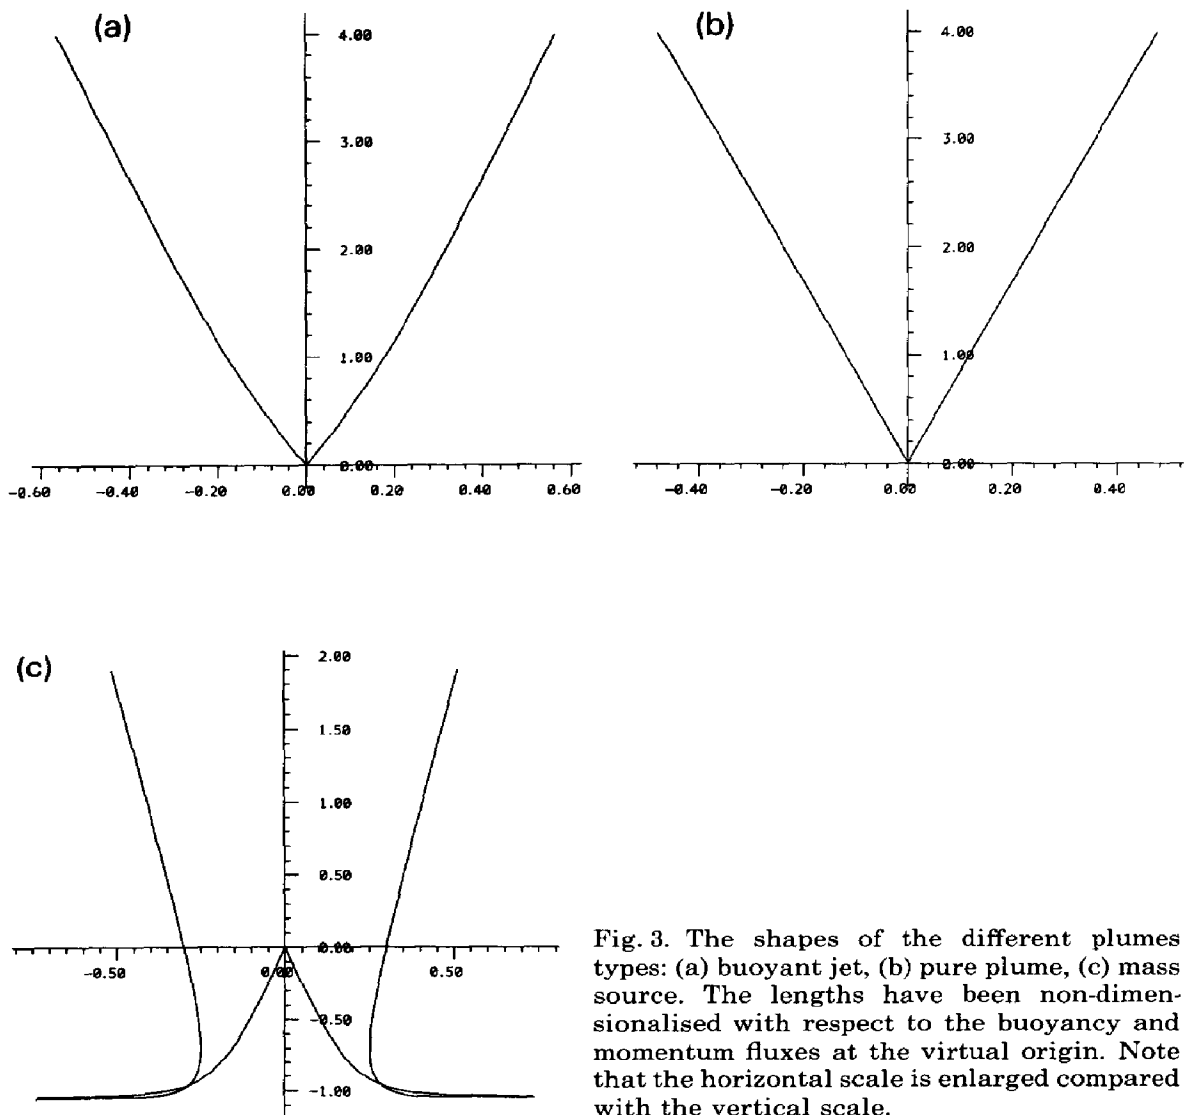 (a)
4.00
3.00
2.00
1.00
0.00
-0.60 -0.40 -0.20 0.00 0.20 0.40 0.60
(b)
4.00
3.00
2.00
1.00
0.00
-0.40 -0.20 0.00 0.20 0.40
(c)
2.00
1.50
1.00
0.50
0.00
-0.50 0.00 0.50
-0.50
-1.00
Fig. 3. The shapes of the different plumes
types: (a) buoyant jet, (b) pure plume, (c) mass
source. The lengths have been non-dimen-
sionalised with respect to the buoyancy and
momentum fluxes at the virtual origin. Note
that the horizontal scale is enlarged compared
with the vertical scale.